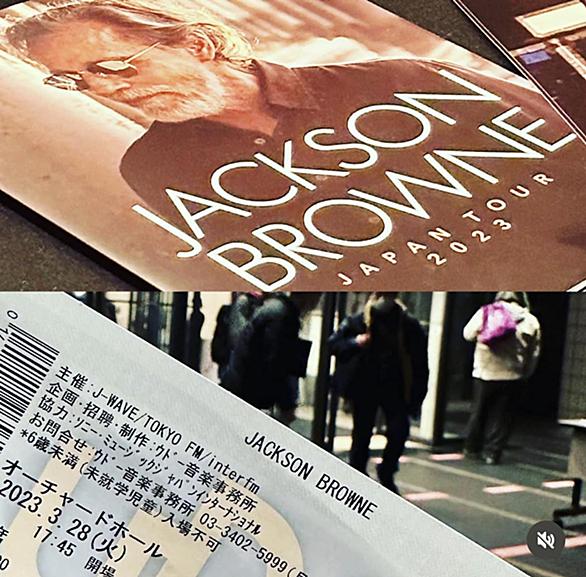 JACKSON
BROWNE
JAPAN TOUR
2023
JACKSON BROWNE
主催:J-WAVE/TOKYO FM/interfm
企画・招聘・制作:ウドー音楽事務所
協力:ソニー・ミュージックジャパンインターナショナル
お問合せ:ウドー音楽事務所 03-3402-5999
*6歳未満(未就学児童)入場不可
オーチャードホール
2023. 3.28(火)
17:45 開場